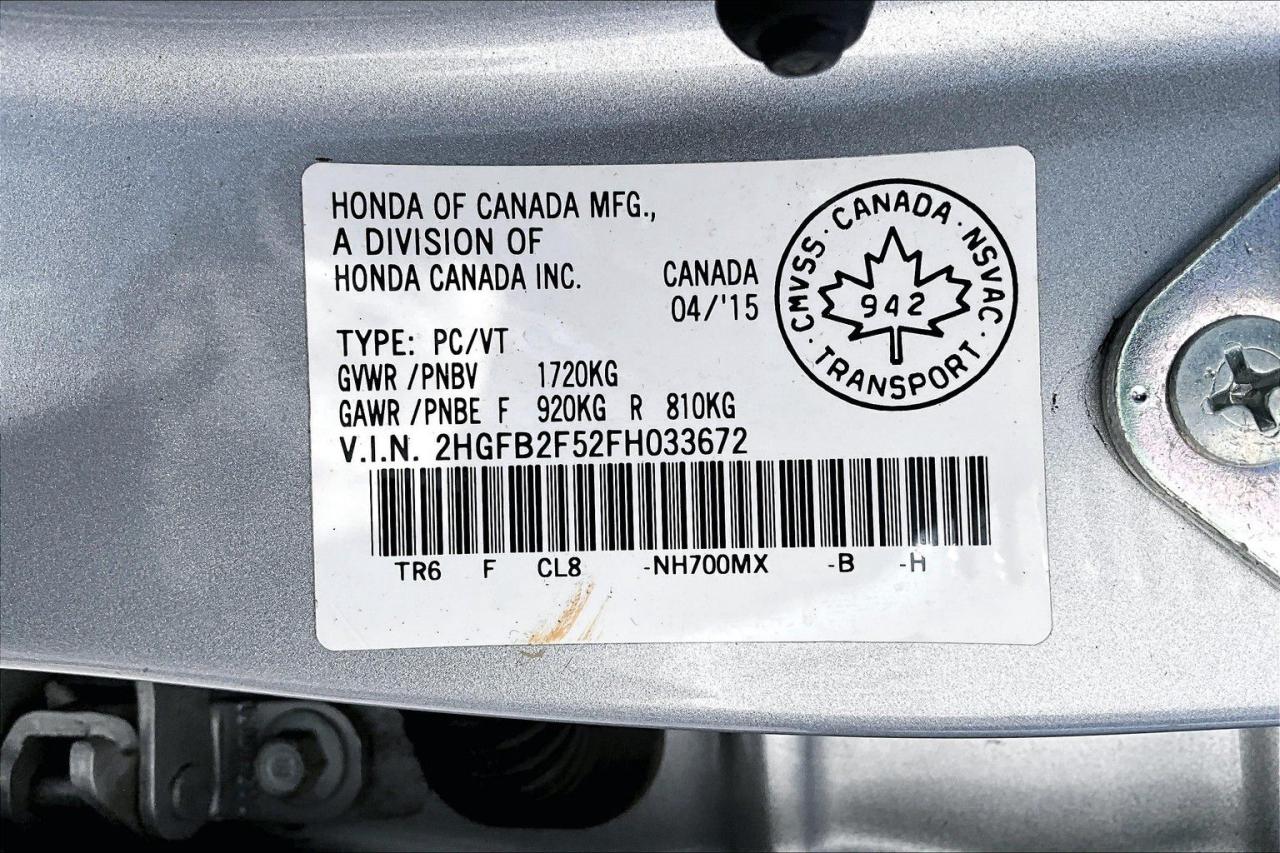 HONDA OF CANADA MFG.,
A DIVISION OF
HONDA CANADA INC.
CANADA
04/'15
CMVSS · CANADA · NSVAC · TRANSPORT ·
942
TYPE: PC/VT
GVWR /PNBV 1720KG
GAWR /PNBE F 920KG R 810KG
V.I.N. 2HGFB2F52FH033672
TR6 F CL8 -NH700MX -B -H